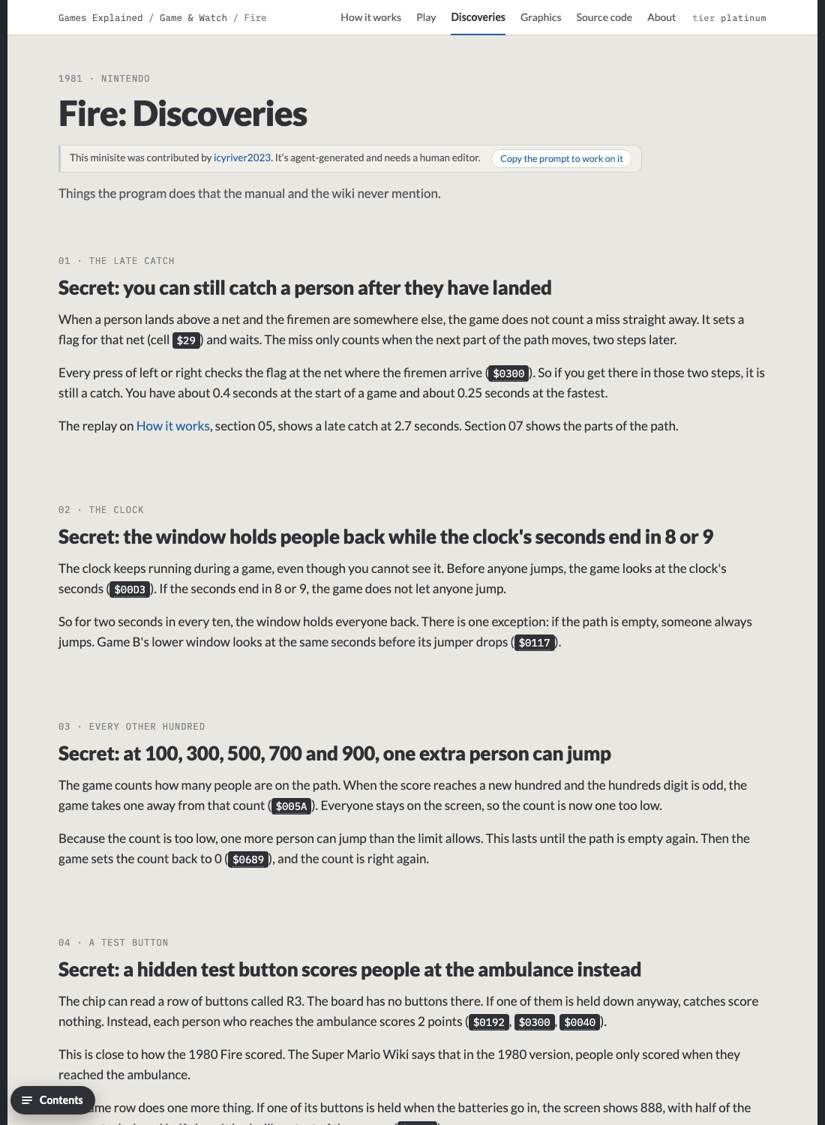 Games Explained / Game & Watch / Fire
How it works Play Discoveries Graphics Source code About tier platinum
1981 · NINTENDO
Fire: Discoveries
This minisite was contributed by icyriver2023. It's agent-generated and needs a human editor. Copy the prompt to work on it
Things the program does that the manual and the wiki never mention.
01 · THE LATE CATCH
Secret: you can still catch a person after they have landed
When a person lands above a net and the firemen are somewhere else, the game does not count a miss straight away. It sets a
flag for that net (cell $29) and waits. The miss only counts when the next part of the path moves, two steps later.
Every press of left or right checks the flag at the net where the firemen arrive ($0300). So if you get there in those two steps, it is
still a catch. You have about 0.4 seconds at the start of a game and about 0.25 seconds at the fastest.
The replay on How it works, section 05, shows a late catch at 2.7 seconds. Section 07 shows the parts of the path.
02 · THE CLOCK
Secret: the window holds people back while the clock's seconds end in 8 or 9
The clock keeps running during a game, even though you cannot see it. Before anyone jumps, the game looks at the clock's
seconds ($00D3). If the seconds end in 8 or 9, the game does not let anyone jump.
So for two seconds in every ten, the window holds everyone back. There is one exception: if the path is empty, someone always
jumps. Game B's lower window looks at the same seconds before its jumper drops ($0117).
03 · EVERY OTHER HUNDRED
Secret: at 100, 300, 500, 700 and 900, one extra person can jump
The game counts how many people are on the path. When the score reaches a new hundred and the hundreds digit is odd, the
game takes one away from that count ($005A). Everyone stays on the screen, so the count is now one too low.
Because the count is too low, one more person can jump than the limit allows. This lasts until the path is empty again. Then the
game sets the count back to 0 ($0689), and the count is right again.
04 · A TEST BUTTON
Secret: a hidden test button scores people at the ambulance instead
The chip can read a row of buttons called R3. The board has no buttons there. If one of them is held down anyway, catches score
nothing. Instead, each person who reaches the ambulance scores 2 points ($0192, $0300, $0040).
This is close to how the 1980 Fire scored. The Super Mario Wiki says that in the 1980 version, people only scored when they
reached the ambulance.
Contents
row does one more thing. If one of its buttons is held when the batteries go in, the screen shows 888, with half of the